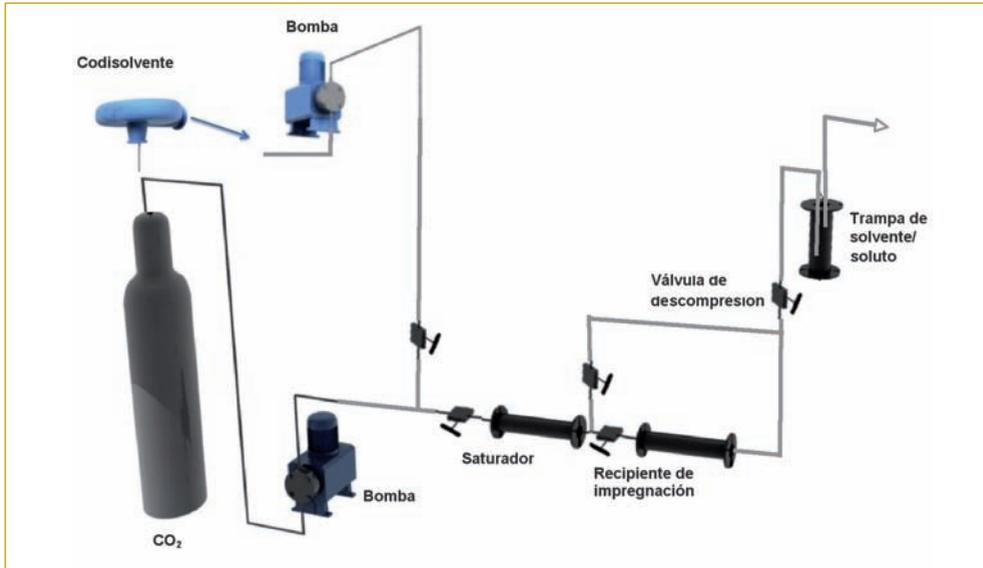 Bomba
Codisolvente
Trampa de
solvente/
soluto
Válvula de
descompresión
Saturador
Recipiente de
impregnación
Bomba
CO₂